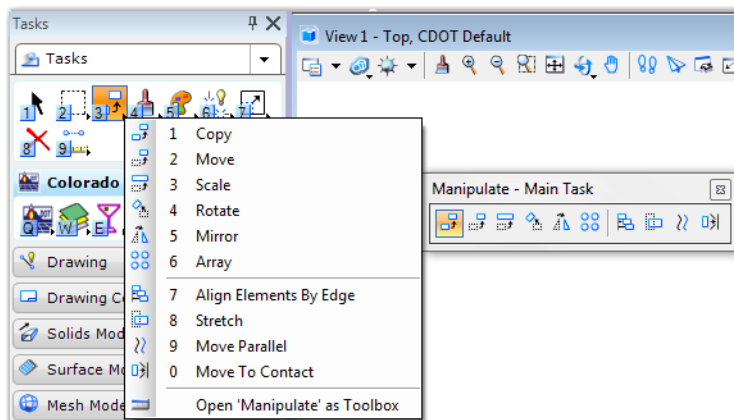 Tasks
View 1 - Top, CDOT Default
Tasks
1 2 3 4 5 6 7
8 9
1 Copy
2 Move
3 Scale
4 Rotate
5 Mirror
6 Array
7 Align Elements By Edge
8 Stretch
9 Move Parallel
0 Move To Contact
Open 'Manipulate' as Toolbox
Manipulate - Main Task
Colorado
Q W E
Drawing
Drawing C
Solids Mod
Surface Mo
Mesh Mode